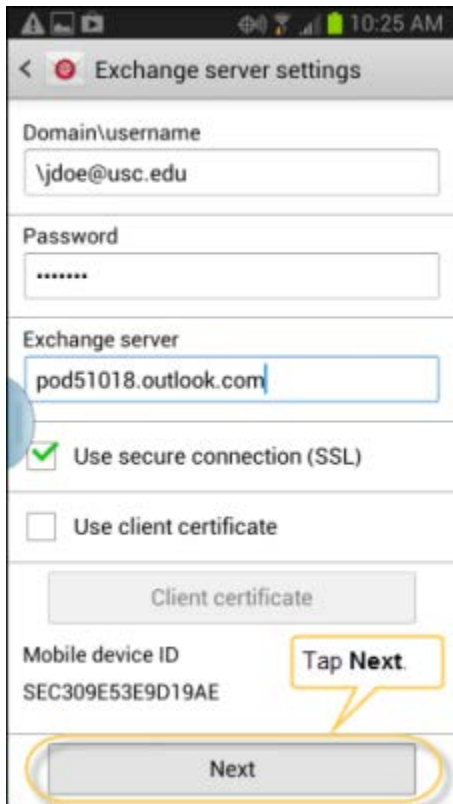 10:25 AM
< Exchange server settings
Domain\username
\jdoe@usc.edu
Password
•••••••
Exchange server
pod51018.outlook.com
Use secure connection (SSL)
Use client certificate
Client certificate
Mobile device ID
Tap Next.
SEC309E53E9D19AE
Next